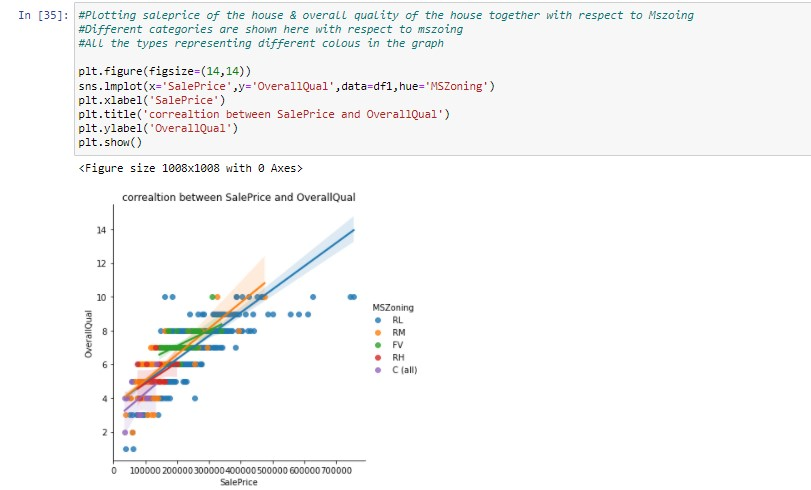 In [35]: #Plotting saleprice of the house & overall quality of the house together with respect to Mszoing
#Different categories are shown here with respect to mszoing
#All the types representing different colous in the graph
plt.figure(figsize=(14,14))
sns.lmplot(x='SalePrice',y='OverallQual',data=df1,hue='MSZoning')
plt.xlabel('SalePrice')
plt.title('correaltion between SalePrice and OverallQual')
plt.ylabel('OverallQual')
plt.show()
<Figure size 1008x1008 with 0 Axes>
correaltion between SalePrice and OverallQual
14
12
10
8
6
4
2
OverallQual
MSZoning
RL
RM
FV
RH
C (all)
0 100000 200000 300000 400000 500000 600000 700000
SalePrice